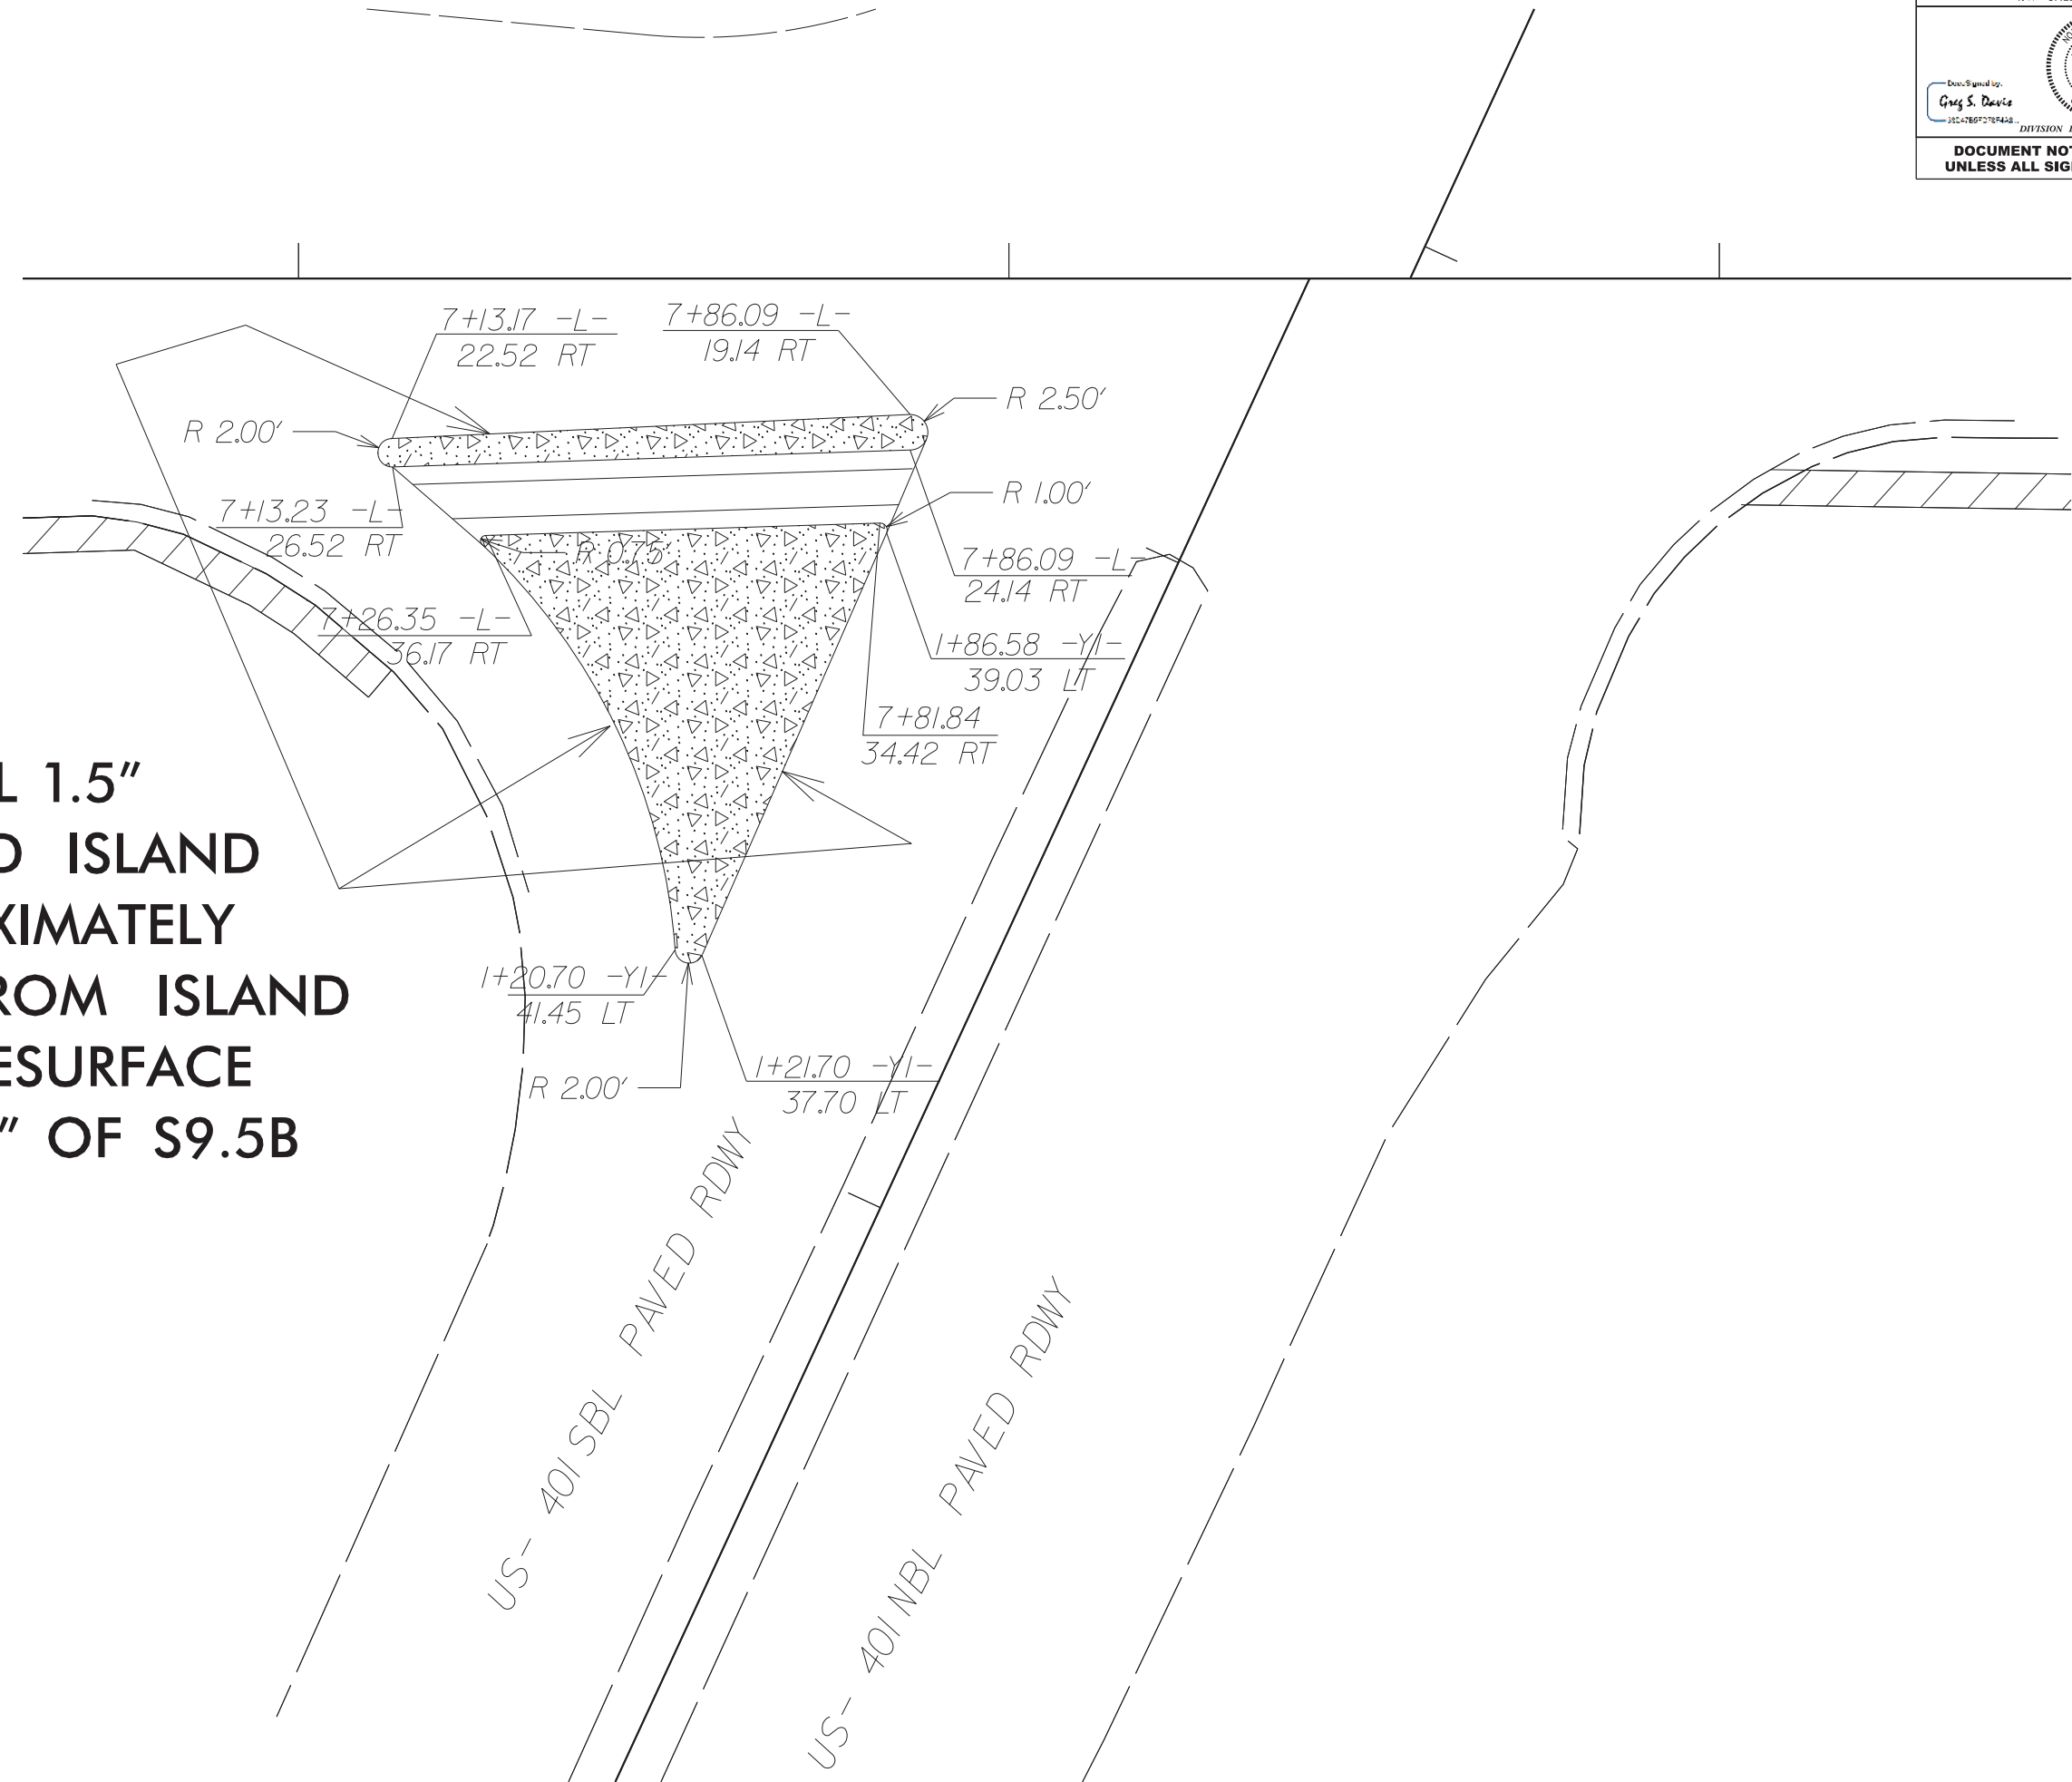 DocuSigned by:
Greg S. Davis
DOCUMENT NOT
UNLESS ALL SIG
7+13.17 -L-
22.52 RT
7+86.09 -L-
19.14 RT
R 2.50'
R 2.00'
R 1.00'
7+13.23 -L-
26.52 RT
R 0.75'
7+86.09 -L-
24.14 RT
7+26.35 -L-
36.17 RT
1+86.58 -Y1-
39.03 LT
7+81.84
34.42 RT
L 1.5"
D ISLAND
XIMATELY
ROM ISLAND
ESURFACE
" OF S9.5B
1+20.70 -Y1-
41.45 LT
R 2.00'
1+21.70 -Y1-
37.70 LT
US- 401 SBL PAVED RDWY
US- 401 NBL PAVED RDWY